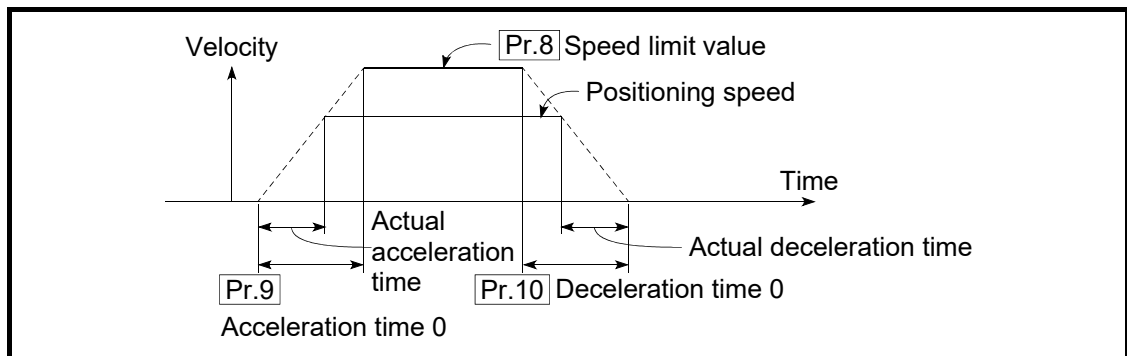 Velocity
Pr.8 Speed limit value
Positioning speed
Time
Actual
acceleration
time
Actual deceleration time
Pr.9
Acceleration time 0
Pr.10 Deceleration time 0